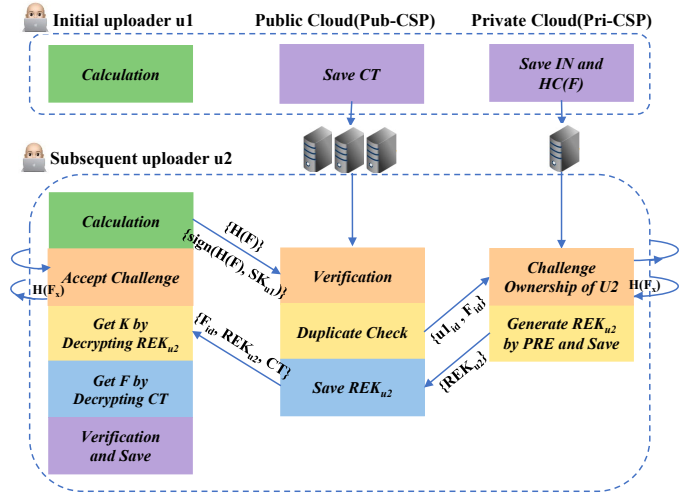 Initial uploader u1
Public Cloud(Pub-CSP)
Private Cloud(Pri-CSP)
Calculation
Save CT
Save IN and
HC(F)
Subsequent uploader u2
Calculation
{H(F)}
{sign(H(F), SKu1)}
Accept Challenge
H(Fx)
Verification
Challenge
Ownership of U2
H(Fx)
Get K by
Decrypting REKu2
{Fid, REKu2, CT}
Duplicate Check
{u1id , Fid}
Generate REKu2
by PRE and Save
Get F by
Decrypting CT
Save REKu2
{REKu2}
Verification
and Save